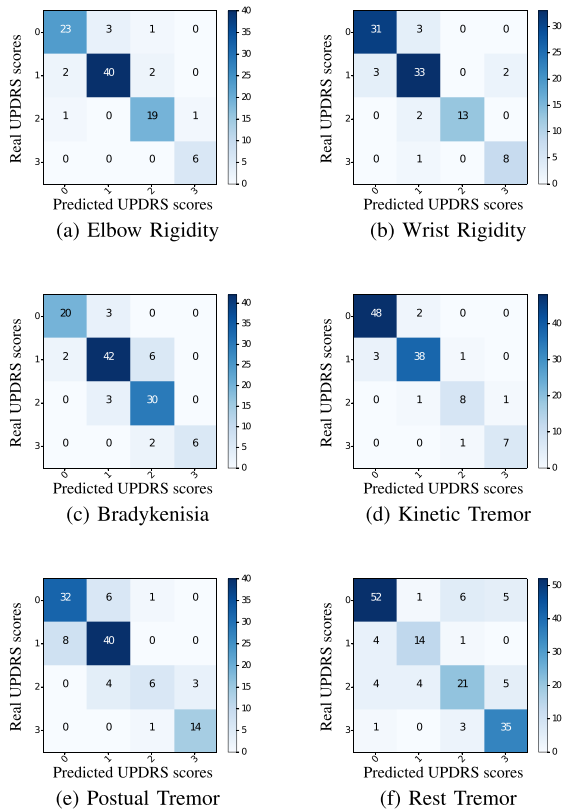 0 23 3 1 0 40
1 2 40 2 0 35
2 1 0 19 1 30
3 0 0 0 6 25
20
15
10
5
0
0 1 2 3
Real UPDRS scores
Predicted UPDRS scores
(a) Elbow Rigidity
0 31 3 0 0 30
1 3 33 0 2 25
2 0 2 13 0 20
3 0 1 0 8 15
10
5
0
0 1 2 3
Real UPDRS scores
Predicted UPDRS scores
(b) Wrist Rigidity
0 20 3 0 0 40
1 2 42 6 0 35
2 0 3 30 0 30
3 0 0 2 6 25
20
15
10
5
0
0 1 2 3
Real UPDRS scores
Predicted UPDRS scores
(c) Bradykenisia
0 48 2 0 0 40
1 3 38 1 0 30
2 0 1 8 1 20
3 0 0 1 7 10
0
0 1 2 3
Real UPDRS scores
Predicted UPDRS scores
(d) Kinetic Tremor
0 32 6 1 0 40
1 8 40 0 0 35
2 0 4 6 3 30
3 0 0 1 14 25
20
15
10
5
0
0 1 2 3
Real UPDRS scores
Predicted UPDRS scores
(e) Postual Tremor
0 52 1 6 5 50
1 4 14 1 0 40
2 4 4 21 5 30
3 1 0 3 35 20
10
0
0 1 2 3
Real UPDRS scores
Predicted UPDRS scores
(f) Rest Tremor